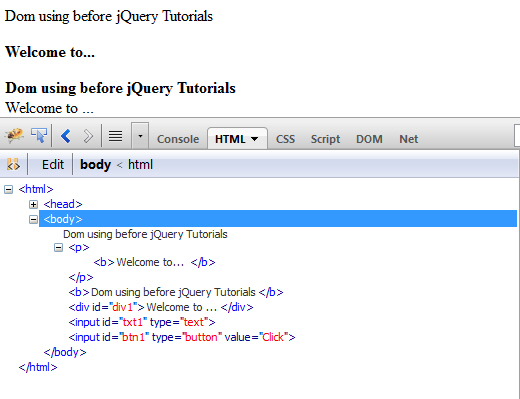 Dom using before jQuery Tutorials
Welcome to...
Dom using before jQuery Tutorials
Welcome to ...
Console HTML CSS Script DOM Net
Edit body < html
<html>
<head>
<body>
Dom using before jQuery Tutorials
<p>
<b> Welcome to... </b>
</p>
<b> Dom using before jQuery Tutorials </b>
<div id="div1"> Welcome to ... </div>
<input id="txt1" type="text">
<input id="btn1" type="button" value="Click">
</body>
</html>